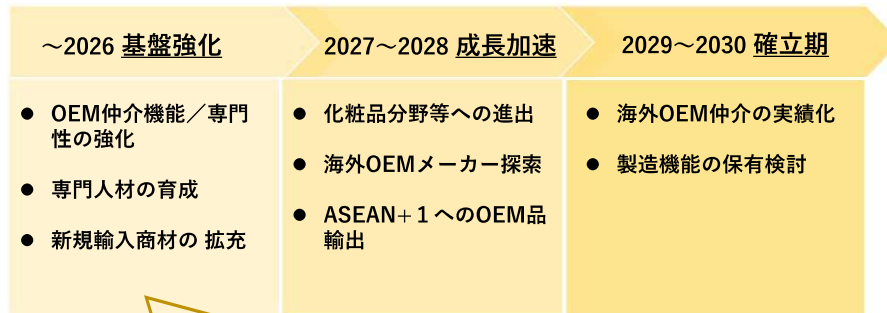 ～2026 基盤強化
● OEM仲介機能／専門
性の強化
● 専門人材の育成
● 新規輸入商材の 拡充
2027～2028 成長加速
● 化粧品分野等への進出
● 海外OEMメーカー探索
● ASEAN+１へのOEM品
輸出
2029～2030 確立期
● 海外OEM仲介の実績化
● 製造機能の保有検討